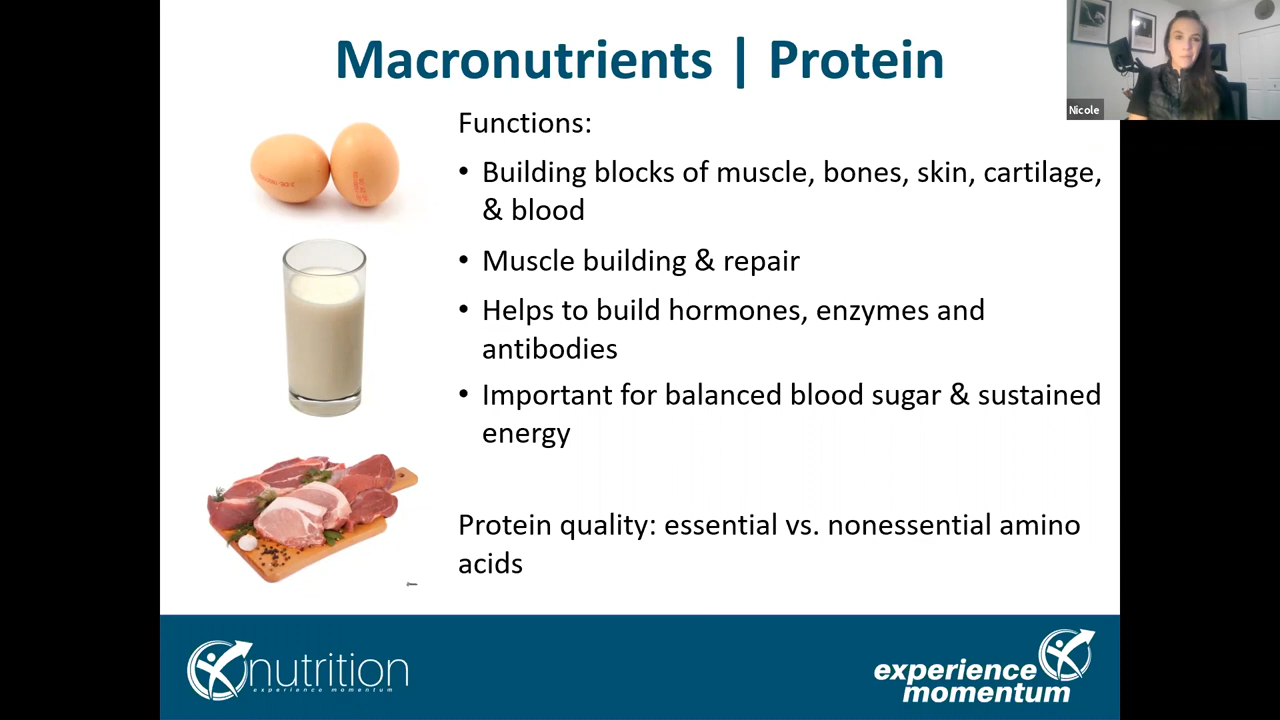 Macronutrients | Protein
Nicole
Functions:
• Building blocks of muscle, bones, skin, cartilage,
& blood
• Muscle building & repair
• Helps to build hormones, enzymes and
antibodies
• Important for balanced blood sugar & sustained
energy
Protein quality: essential vs. nonessential amino
acids
nutrition
experience momentum
experience
momentum